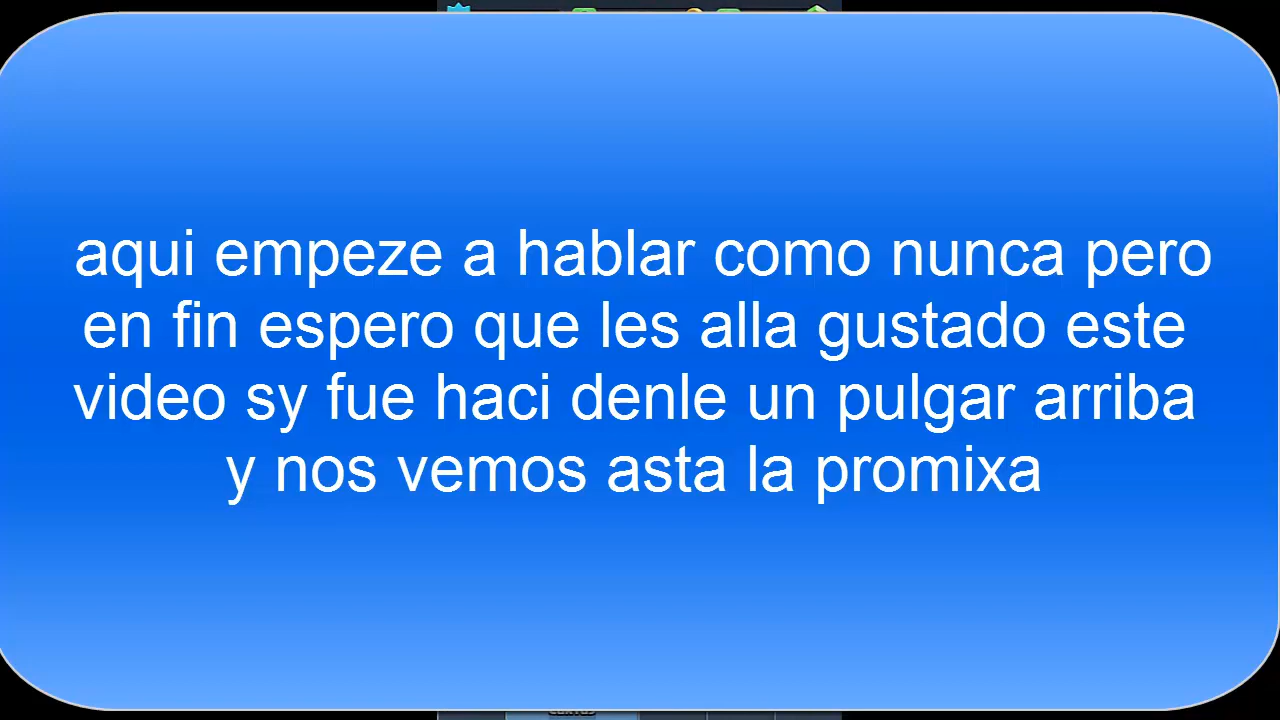 aqui empeze a hablar como nunca pero
en fin espero que les alla gustado este
video sy fue haci denle un pulgar arriba
y nos vemos asta la promixa